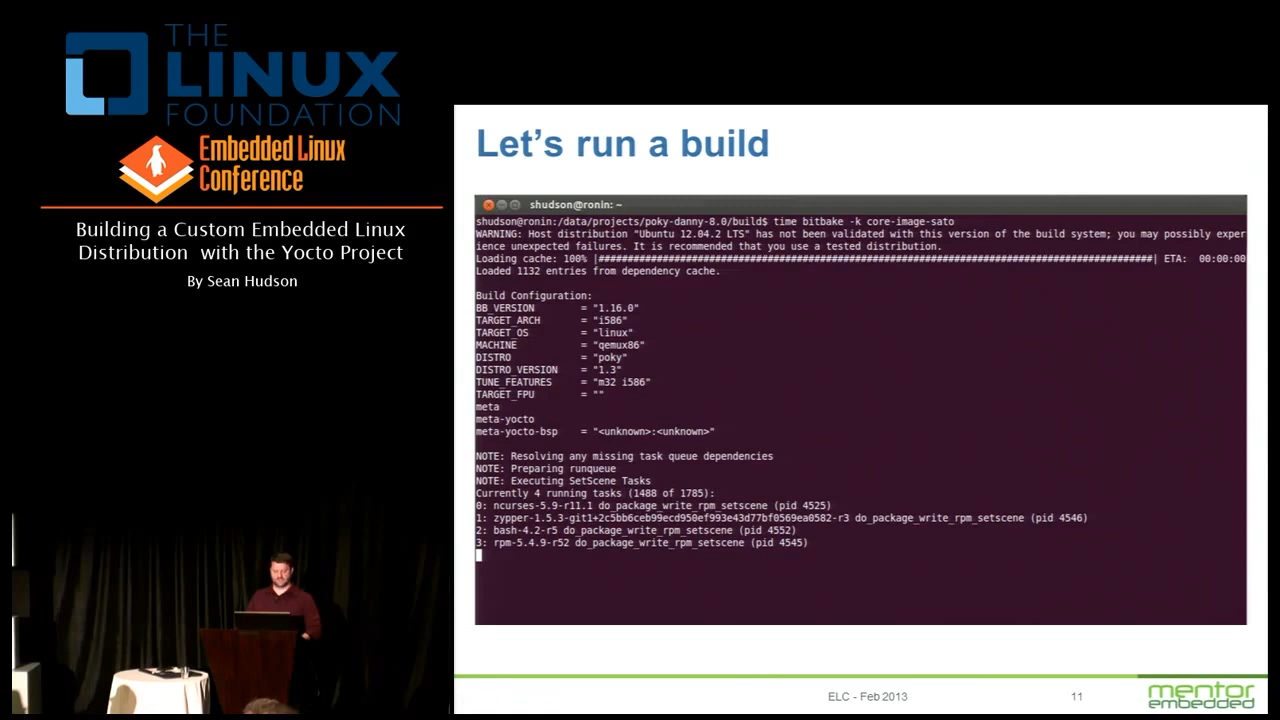 THE
LINUX
FOUNDATION
Embedded Linux
Conference
Building a Custom Embedded Linux
Distribution with the Yocto Project
By Sean Hudson
Let's run a build
shudson@ronin: ~
shudson@ronin:/data/projects/poky-danny-8.0/build$ time bitbake -k core-image-sato
WARNING: Host distribution "Ubuntu 12.04.2 LTS" has not been validated with this version of the build system; you may possibly exper
ience unexpected failures. It is recommended that you use a tested distribution.
Loading cache: 100% |############################################################################################| ETA:  00:00:00
Loaded 1132 entries from dependency cache.
Build Configuration:
BB_VERSION        = "1.16.0"
TARGET_ARCH       = "i586"
TARGET_OS         = "linux"
MACHINE           = "qemux86"
DISTRO            = "poky"
DISTRO_VERSION    = "1.3"
TUNE_FEATURES     = "m32 i586"
TARGET_FPU        = ""
meta
meta-yocto
meta-yocto-bsp    = "<unknown>:<unknown>"
NOTE: Resolving any missing task queue dependencies
NOTE: Preparing runqueue
NOTE: Executing SetScene Tasks
Currently 4 running tasks (1488 of 1785):
0: ncurses-5.9-r11.1 do_package_write_rpm_setscene (pid 4525)
1: zypper-1.5.3-git1+2c5bb6ceb99ecd950ef993e43d77bf0569ea0582-r3 do_package_write_rpm_setscene (pid 4546)
2: bash-4.2-r5 do_package_write_rpm_setscene (pid 4552)
3: rpm-5.4.9-r52 do_package_write_rpm_setscene (pid 4545)
ELC - Feb 2013
11
mentor
embedded